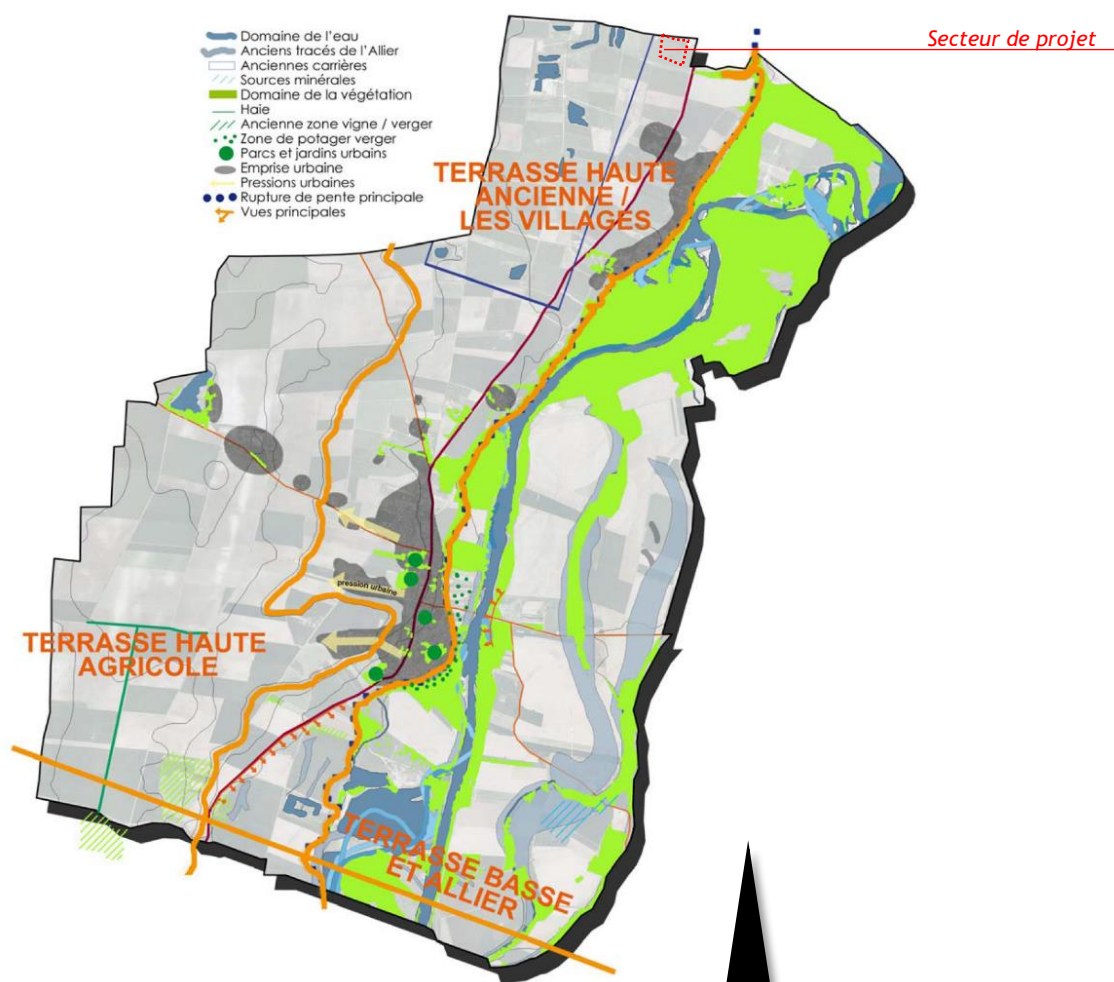 Secteur de projet
Domaine de l'eau
Anciens tracés de l'Allier
Anciennes carrières
Sources minérales
Domaine de la végétation
Haie
Ancienne zone vigne / verger
Zone de potager verger
Parcs et jardins urbains
Emprise urbaine
Pressions urbaines
Rupture de pente principale
Vues principales
TERRASSE HAUTE
ANCIENNE /
LES VILLAGES
pression urbaine
TERRASSE HAUTE
AGRICOLE
TERRASSE BASSE
ET ALLIER